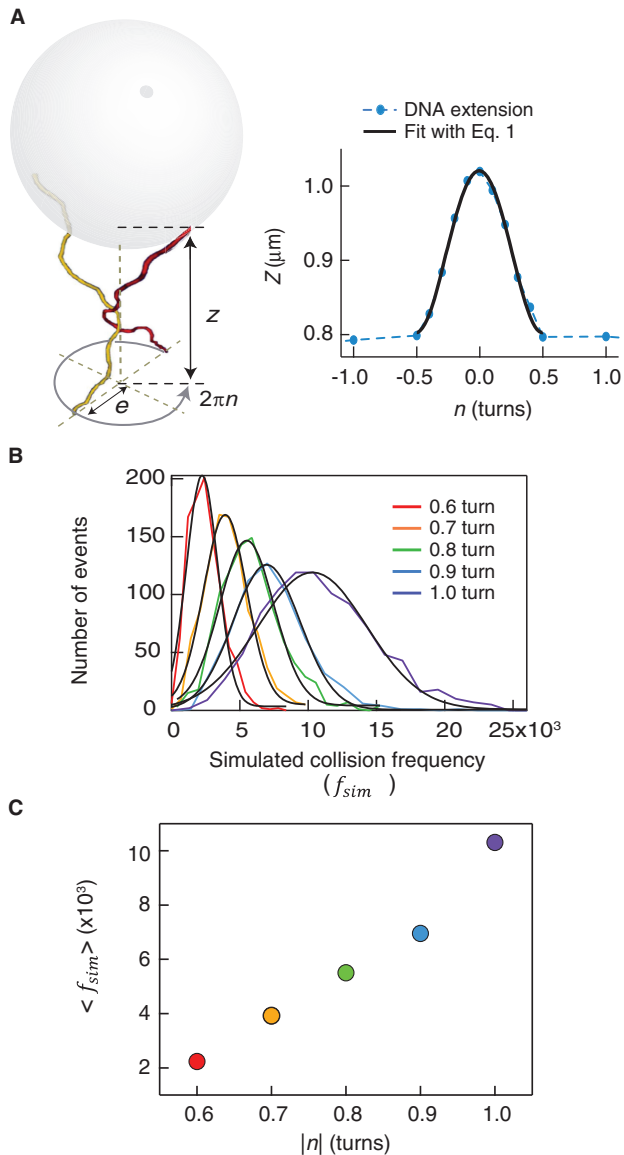 A
z
e
2πn
DNA extension
Fit with Eq. 1
Z (μm)
1.0
0.9
0.8
-1.0 -0.5 0.0 0.5 1.0
n (turns)
B
Number of events
200
150
100
50
0
0.6 turn
0.7 turn
0.8 turn
0.9 turn
1.0 turn
0 5 10 15 20 25x10³
Simulated collision frequency
( fsim )
C
< fsim > (x10³)
10
8
6
4
2
0.6 0.7 0.8 0.9 1.0
|n| (turns)